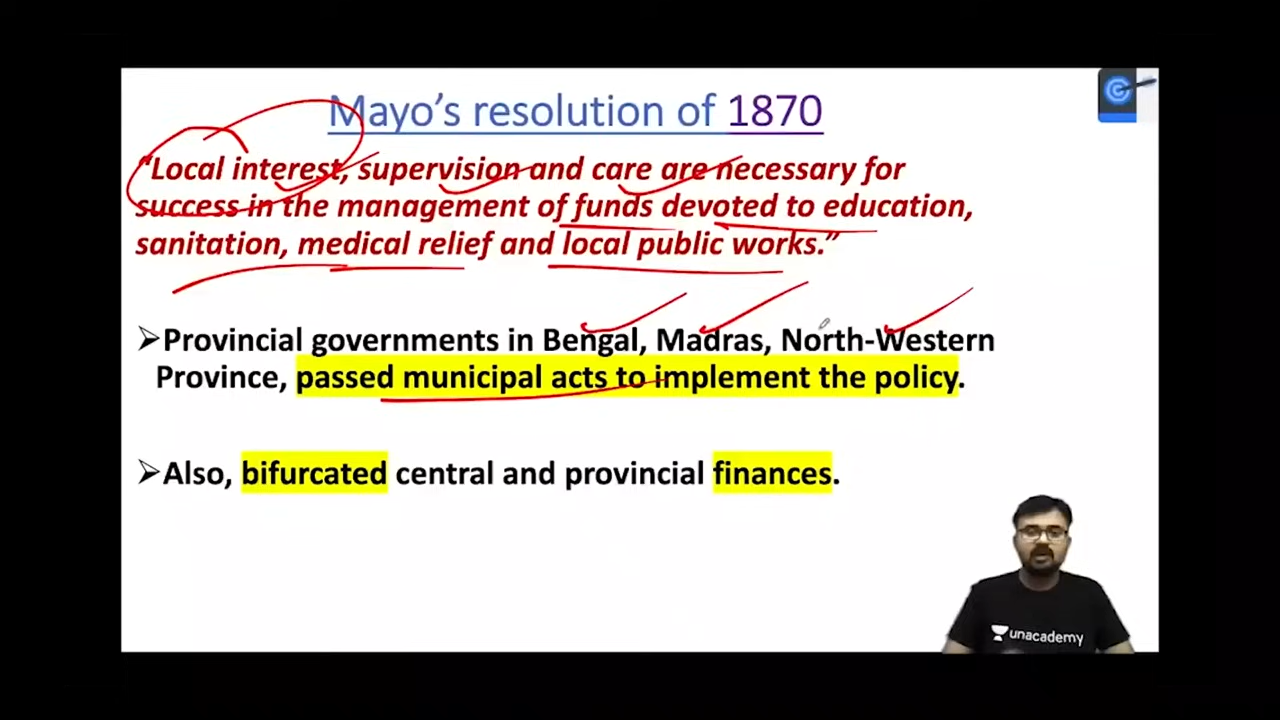 Mayo’s resolution of 1870
“Local interest, supervision and care are necessary for
success in the management of funds devoted to education,
sanitation, medical relief and local public works.”
➢Provincial governments in Bengal, Madras, North-Western
Province, passed municipal acts to implement the policy.
➢Also, bifurcated central and provincial finances.
unacademy